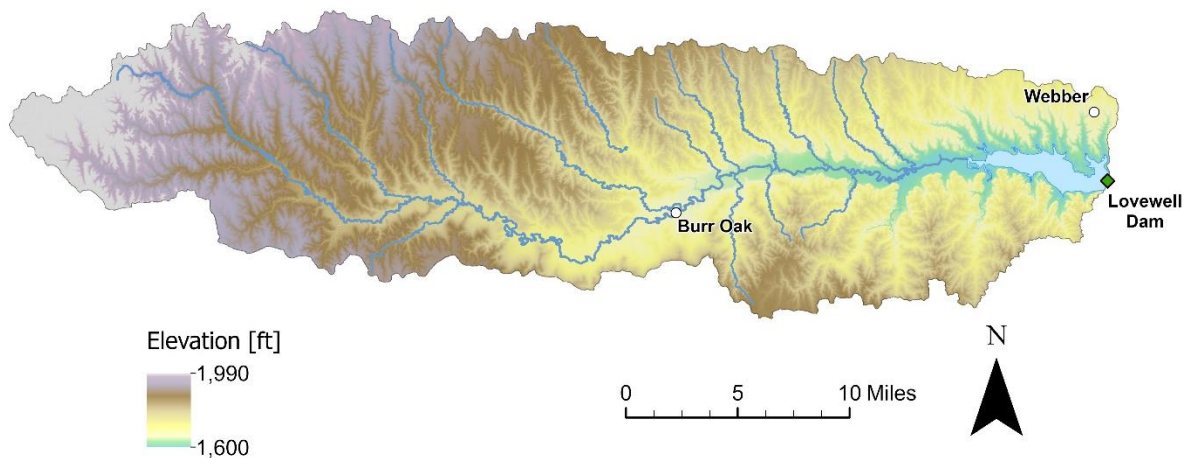 Webber
Burr Oak
Lovewell
Dam
Elevation [ft]
1,990
1,600
0 5 10 Miles
N